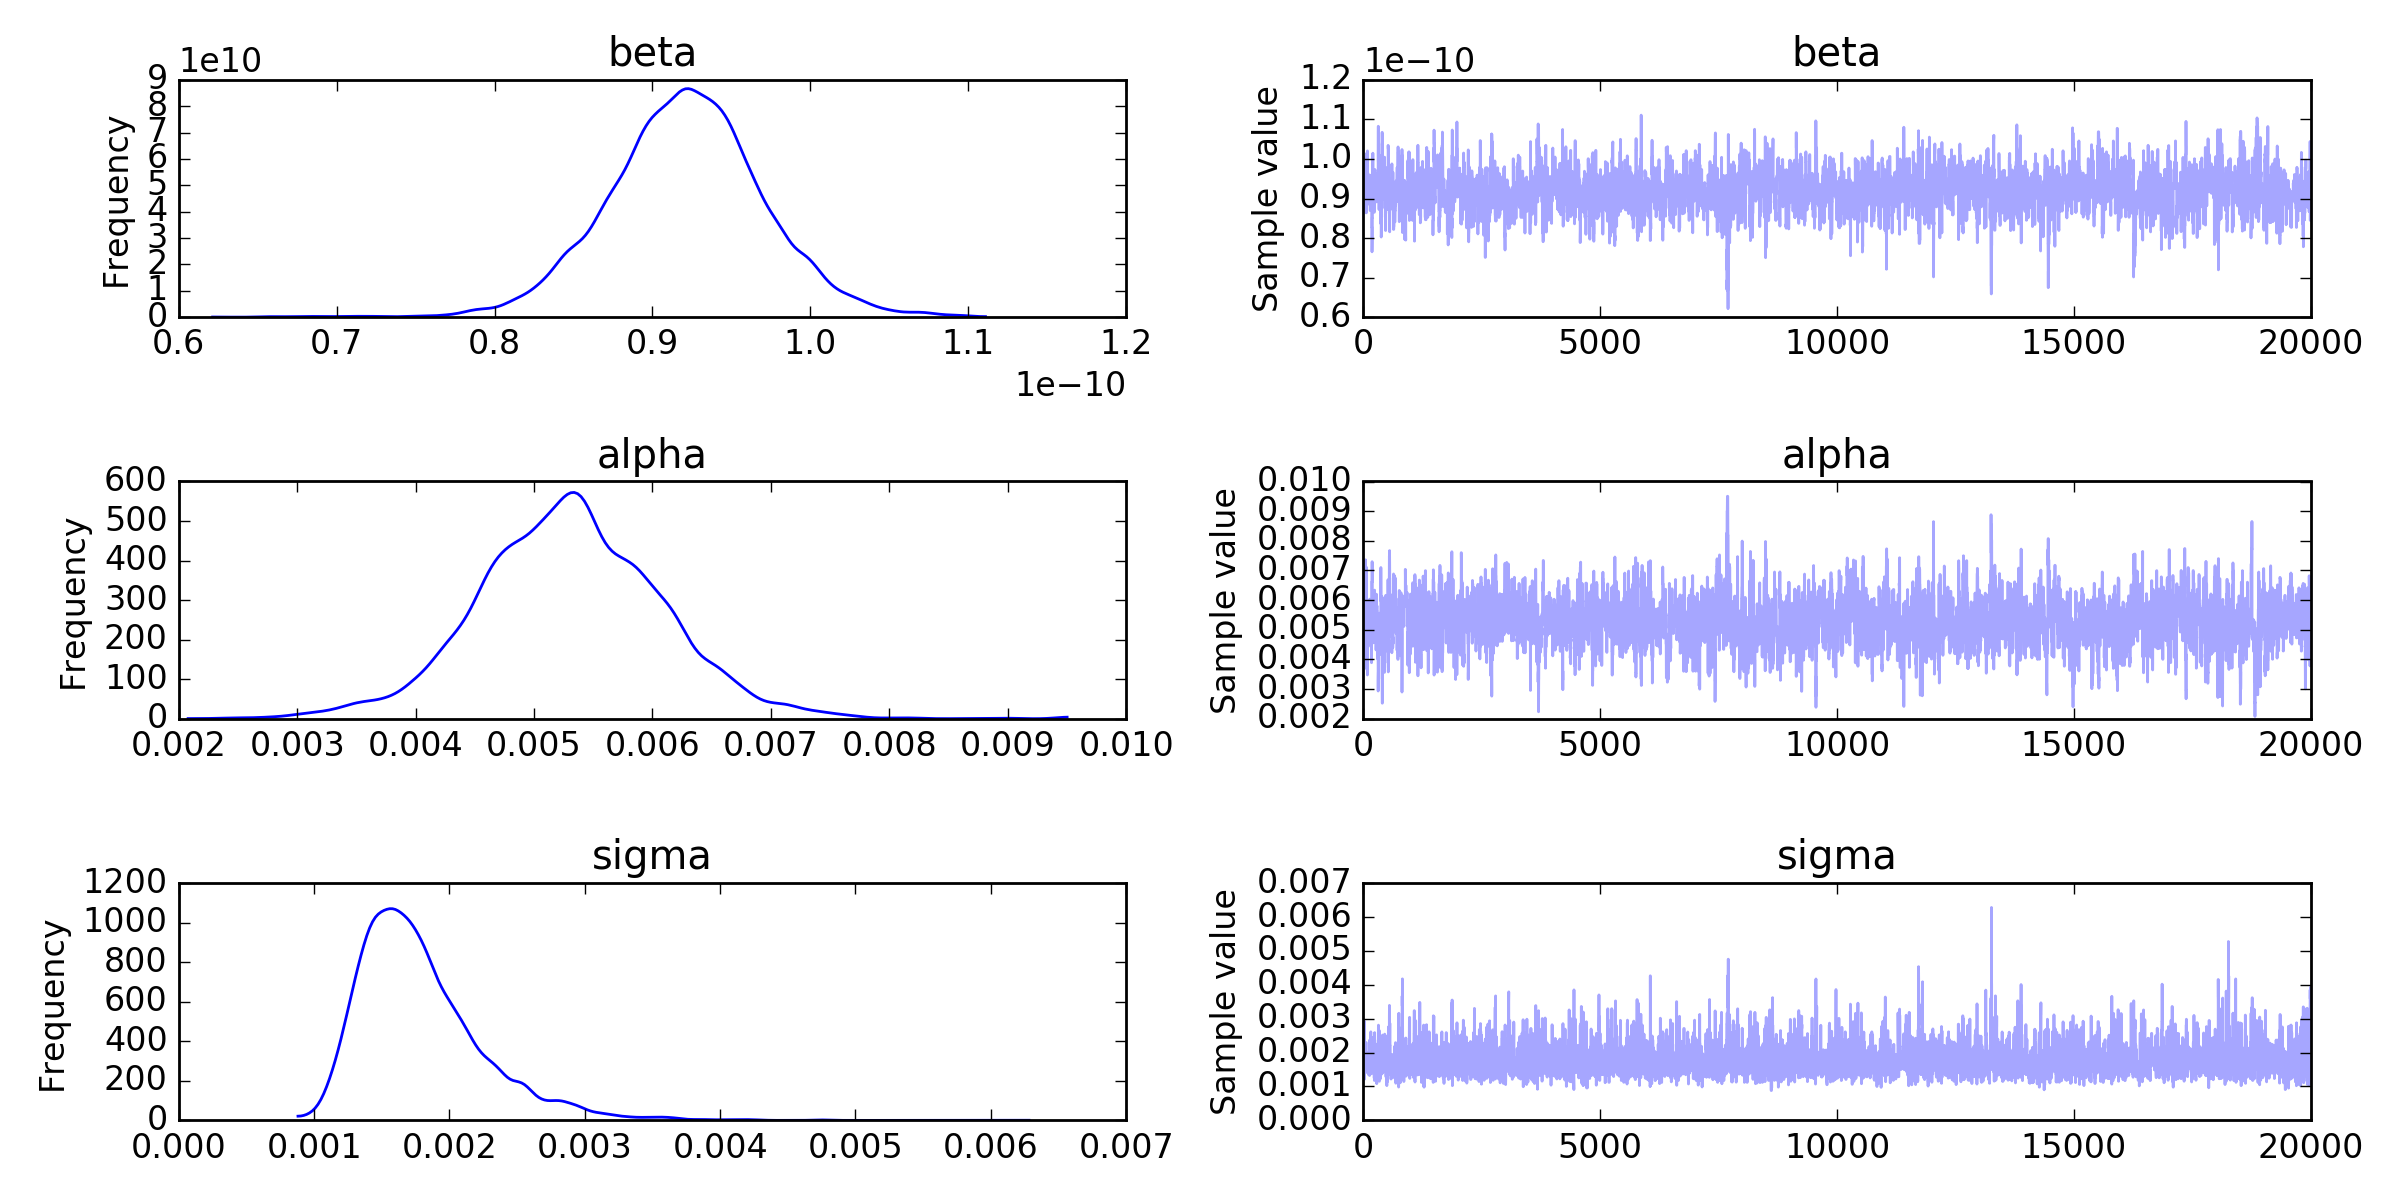 beta
1e10
Frequency
9
8
7
6
5
4
3
2
1
0
0.6 0.7 0.8 0.9 1.0 1.1 1.2
1e−10
beta
1e−10
Sample value
1.2
1.1
1.0
0.9
0.8
0.7
0.6
0 5000 10000 15000 20000
alpha
Frequency
600
500
400
300
200
100
0
0.002 0.003 0.004 0.005 0.006 0.007 0.008 0.009 0.010
alpha
Sample value
0.010
0.009
0.008
0.007
0.006
0.005
0.004
0.003
0.002
0 5000 10000 15000 20000
sigma
Frequency
1200
1000
800
600
400
200
0
0.000 0.001 0.002 0.003 0.004 0.005 0.006 0.007
sigma
Sample value
0.007
0.006
0.005
0.004
0.003
0.002
0.001
0.000
0 5000 10000 15000 20000